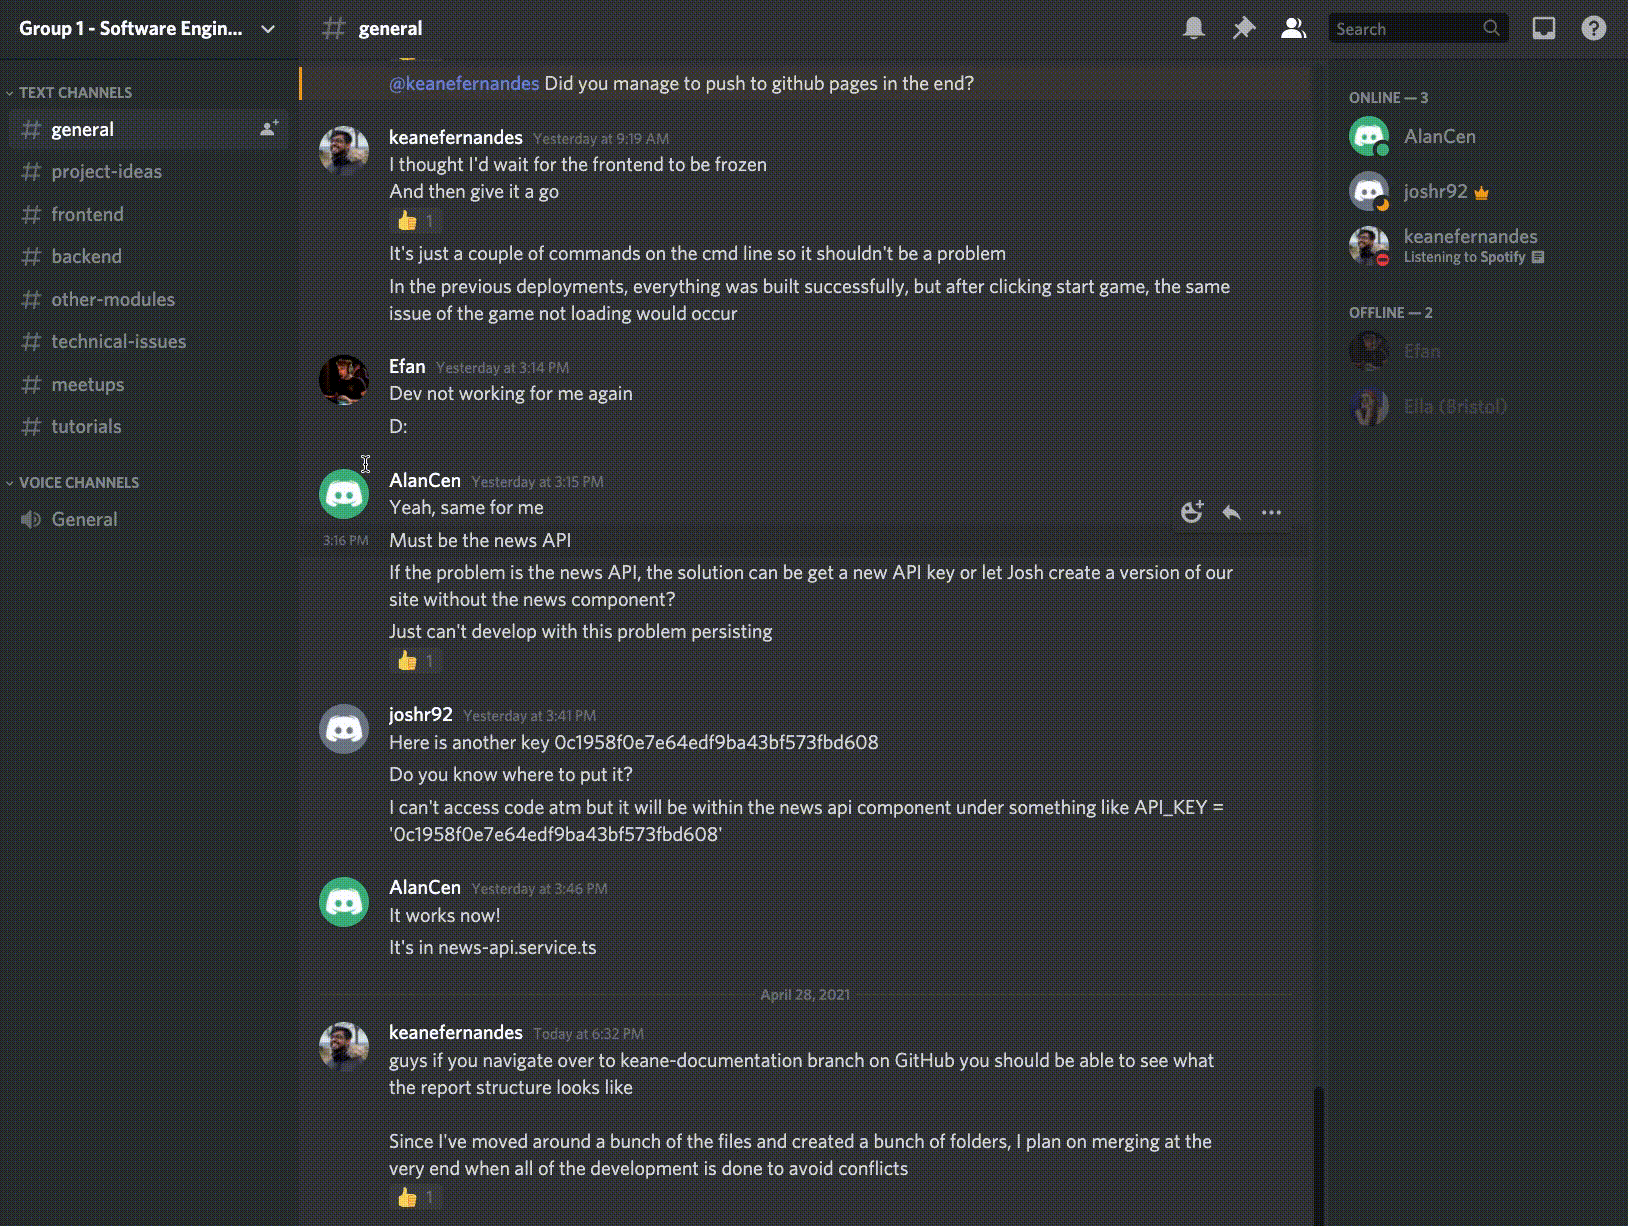 Group 1 - Software Engin...
TEXT CHANNELS
general
project-ideas
frontend
backend
other-modules
technical-issues
meetups
tutorials
VOICE CHANNELS
General
general
Search
@keanefernandes Did you manage to push to github pages in the end?
keanefernandes Yesterday at 9:19 AM
I thought I'd wait for the frontend to be frozen
And then give it a go
👍 1
It's just a couple of commands on the cmd line so it shouldn't be a problem
In the previous deployments, everything was built successfully, but after clicking start game, the same
issue of the game not loading would occur
Efan Yesterday at 3:14 PM
Dev not working for me again
D:
AlanCen Yesterday at 3:15 PM
Yeah, same for me
3:16 PM Must be the news API
If the problem is the news API, the solution can be get a new API key or let Josh create a version of our
site without the news component?
Just can't develop with this problem persisting
👍 1
joshr92 Yesterday at 3:41 PM
Here is another key 0c1958f0e7e64edf9ba43bf573fbd608
Do you know where to put it?
I can't access code atm but it will be within the news api component under something like API_KEY =
'0c1958f0e7e64edf9ba43bf573fbd608'
AlanCen Yesterday at 3:46 PM
It works now!
It's in news-api.service.ts
April 28, 2021
keanefernandes Today at 6:32 PM
guys if you navigate over to keane-documentation branch on GitHub you should be able to see what
the report structure looks like
Since I've moved around a bunch of the files and created a bunch of folders, I plan on merging at the
very end when all of the development is done to avoid conflicts
👍 1
ONLINE — 3
AlanCen
joshr92
keanefernandes
Listening to Spotify
OFFLINE — 2
Efan
Ella (Bristol)